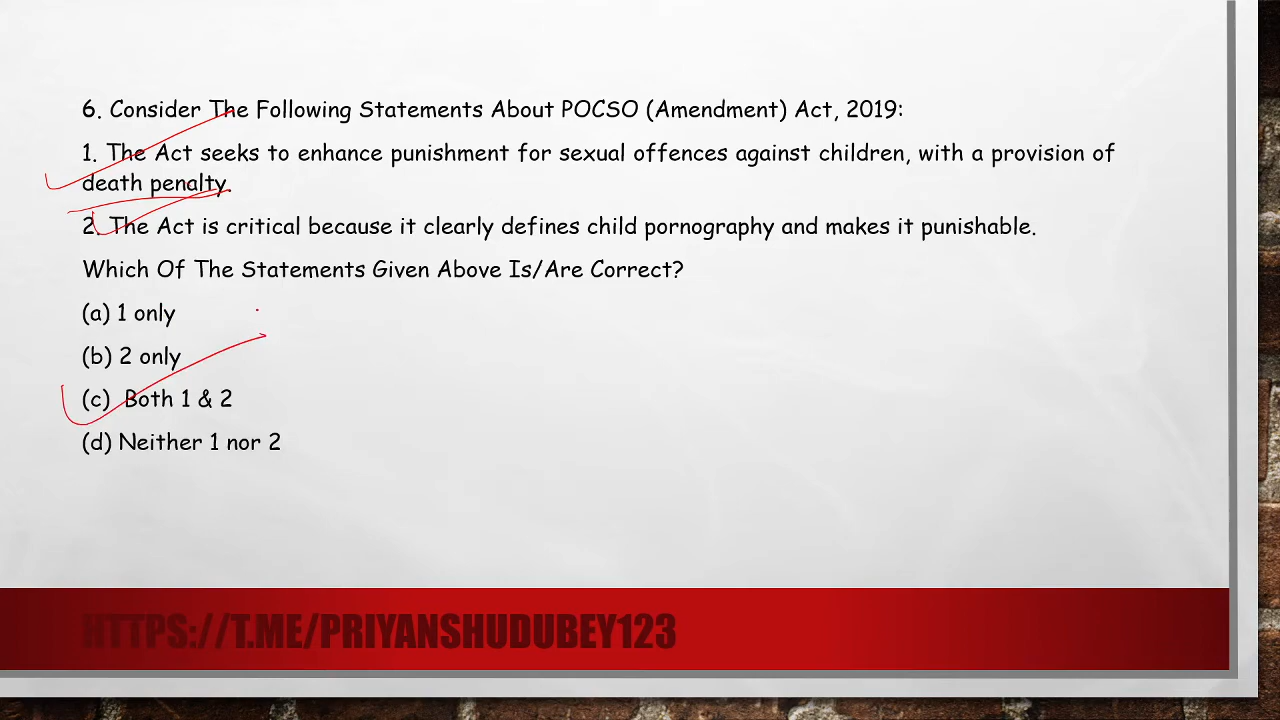 6. Consider The Following Statements About POCSO (Amendment) Act, 2019:
1. The Act seeks to enhance punishment for sexual offences against children, with a provision of
death penalty.
2. The Act is critical because it clearly defines child pornography and makes it punishable.
Which Of The Statements Given Above Is/Are Correct?
(a) 1 only
(b) 2 only
(c) Both 1 & 2
(d) Neither 1 nor 2
HTTPS://T.ME/PRIYANSHUDUBEY123